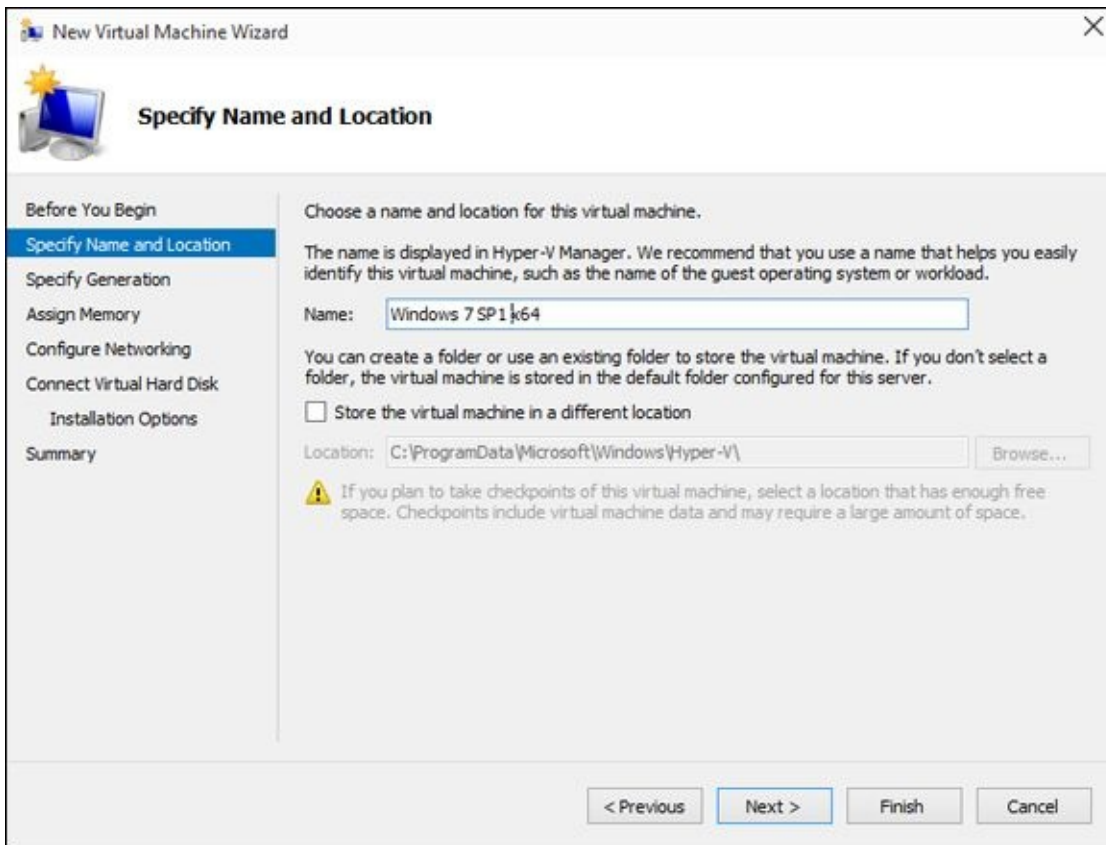 New Virtual Machine Wizard
Specify Name and Location
Before You Begin
Specify Name and Location
Specify Generation
Assign Memory
Configure Networking
Connect Virtual Hard Disk
Installation Options
Summary
Choose a name and location for this virtual machine.
The name is displayed in Hyper-V Manager. We recommend that you use a name that helps you easily
identify this virtual machine, such as the name of the guest operating system or workload.
Name: Windows 7 SP1 x64
You can create a folder or use an existing folder to store the virtual machine. If you don't select a
folder, the virtual machine is stored in the default folder configured for this server.
Store the virtual machine in a different location
Location: C:\ProgramData\Microsoft\Windows\Hyper-V\ Browse...
If you plan to take checkpoints of this virtual machine, select a location that has enough free
space. Checkpoints include virtual machine data and may require a large amount of space.
< Previous Next > Finish Cancel